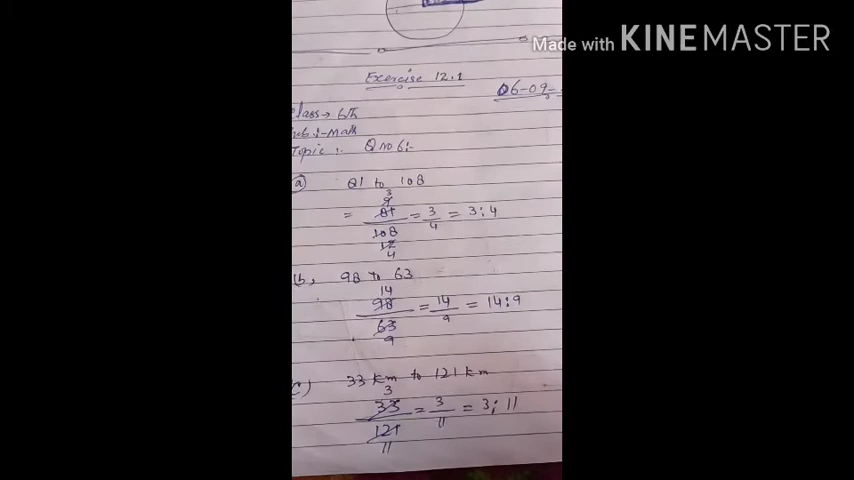 Made with KINEMASTER
Exercise 12.1
06-09-
Class → 6th
Sub :- Math
Topic :- Q no 6:-
(a) 81 to 108
3
9
= 81/108 = 3/4 = 3:4
12
4
(b, 98 to 63
14
98/63 = 14/9 = 14:9
9
C) 33 km to 121 km
3
33/121 = 3/11 = 3:11
11